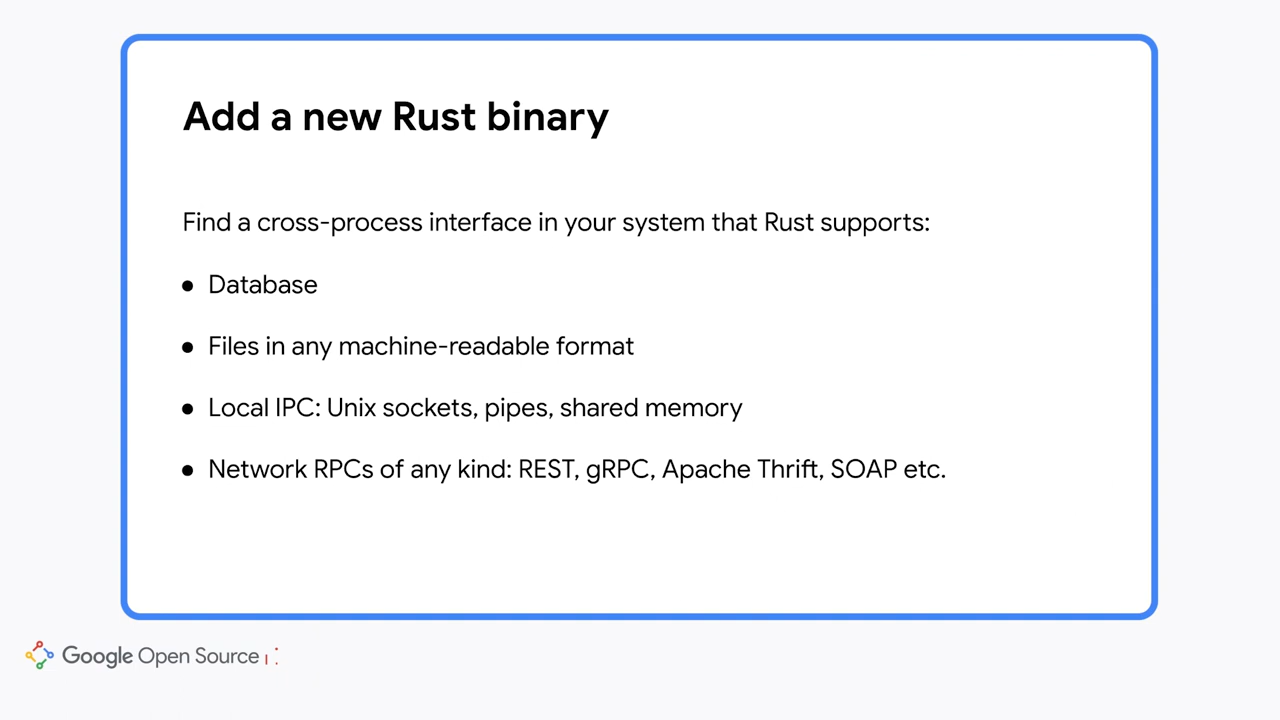 Add a new Rust binary
Find a cross-process interface in your system that Rust supports:
● Database
● Files in any machine-readable format
● Local IPC: Unix sockets, pipes, shared memory
● Network RPCs of any kind: REST, gRPC, Apache Thrift, SOAP etc.
Google Open Source